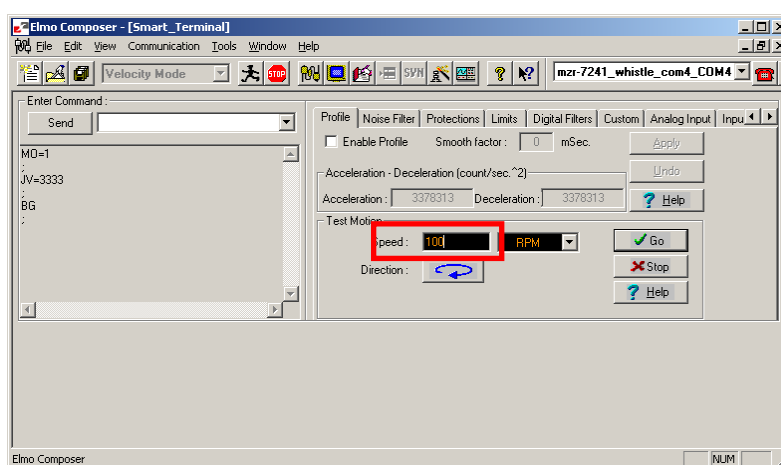 Elmo Composer - [Smart_Terminal]
File Edit View Communication Tools Window Help
Velocity Mode
STOP
SYN
mzr-7241_whistle_com4_COM4
Enter Command :
Send
MO=1
;
JV=3333
;
BG
;
Profile Noise Filter Protections Limits Digital Filters Custom Analog Input Inpu
Enable Profile Smooth factor : 0 mSec. Apply
Acceleration - Deceleration (count/sec.^2) Undo
Acceleration : 3378313 Deceleration : 3378313 ? Help
Test Motion
Speed : 100 RPM Go
Direction : Stop
? Help
Elmo Composer NUM